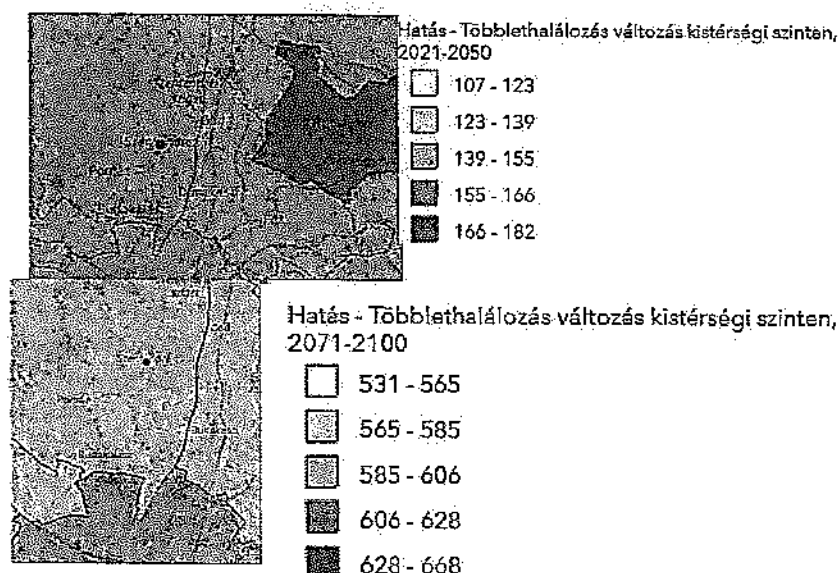 Hatás - Többlethalálozás változás kistérségi szinten,
2021-2050
107 - 123
123 - 139
139 - 155
155 - 166
166 - 182
Hatás - Többlethalálozás változás kistérségi szinten,
2071-2100
531 - 565
565 - 585
585 - 606
606 - 628
628 - 668